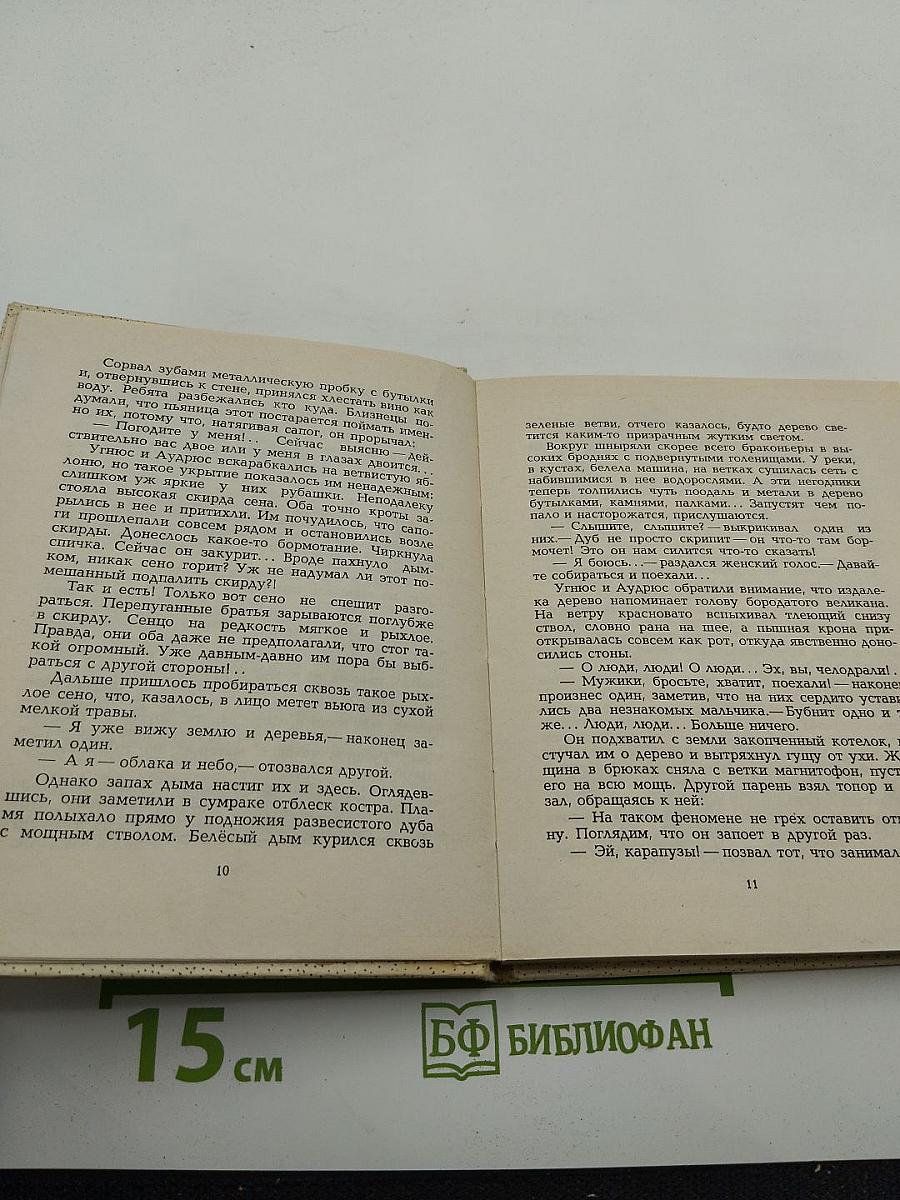 Сорвал зубами металлическую пробку с бутылки
и, отвернувшись к стене, принялся хлестать вино как
воду. Ребята разбежались кто куда. Близнецы по-
думали, что пьяница этот постарается поймать имен-
но их, потому что, натягивая сапог, он прорычал:
— Погодите у меня!.. Сейчас выясню — дей-
ствительно вас двое или у меня в глазах двоится...
Угнюс и Аудрюс вскарабкались на ветвистую яб-
лоню, но такое укрытие показалось им ненадежным:
слишком уж яркие у них рубашки. Неподалеку
стояла высокая скирда сена. Оба точно кроты за-
рылись в нее и притихли. Им почудилось, что сапо-
ги прошлепали совсем рядом и остановились возле
скирды. Донеслось какое-то бормотание. Чиркнула
спичка. Сейчас он закурит... Вроде пахнуло дым-
ком, никак сено горит? Уж не надумал ли этот по-
мешанный подпалить скирду?!
Так и есть! Только вот сено не спешит разго-
раться. Перепуганные братья зарываются поглубже
в скирду. Сенцо на редкость мягкое и рыхлое.
Правда, они оба даже не предполагали, что стог та-
кой огромный. Уже давным-давно им пора бы выб-
раться с другой стороны!..
Дальше пришлось пробираться сквозь такое рых-
лое сено, что, казалось, в лицо метет вьюга из сухой
мелкой травы.
— Я уже вижу землю и деревья,— наконец за-
метил один.
— А я — облака и небо,— отозвался другой.
Однако запах дыма настиг их и здесь. Оглядев-
шись, они заметили в сумраке отблеск костра. Пла-
мя полыхало прямо у подножия развесистого дуба
с мощным стволом. Белёсый дым курился сквозь
10
зеленые ветви, отчего казалось, будто дерево све-
тится каким-то призрачным жутким светом.
Вокруг шныряли скорее всего браконьеры в вы-
соких броднях с подвернутыми голенищами. У реки,
в кустах, белела машина, на ветках сушилась сеть с
набившимися в нее водорослями. А эти негодники
теперь толпились чуть поодаль и метали в дерево
бутылками, камнями, палками... Запустят чем по-
пало и насторожатся, прислушаются.
— Слышите, слышите? — выкрикивал один из
них.— Дуб не просто скрипит — он что-то там бор-
мочет! Это он нам силится что-то сказать!
— Я боюсь...— раздался женский голос.— Давай-
те собираться и поехали...
Угнюс и Аудрюс обратили внимание, что издале-
ка дерево напоминает голову бородатого великана.
На ветру красновато вспыхивал тлеющий снизу
ствол, словно рана на шее, а пышная крона при-
открывалась совсем как рот, откуда явственно доно-
сились стоны.
— О люди, люди! О люди... Эх, вы, челодрали!.
— Мужики, бросьте, хватит, поехали! — наконец
произнес один, заметив, что на них сердито устави
лись два незнакомых мальчика.— Бубнит одно и т
же... Люди, люди... Больше ничего.
Он подхватил с земли закопченный котелок,
стучал им о дерево и вытряхнул гущу от ухи. Ж
щина в брюках сняла с ветки магнитофон, пуст
его на всю мощь. Другой парень взял топор и
зал, обращаясь к ней:
— На таком феномене не грех оставить отм
ну. Поглядим, что он запоет в другой раз.
— Эй, карапузы! — позвал тот, что занимал
11
15 см
БФ БИБЛИОФАН